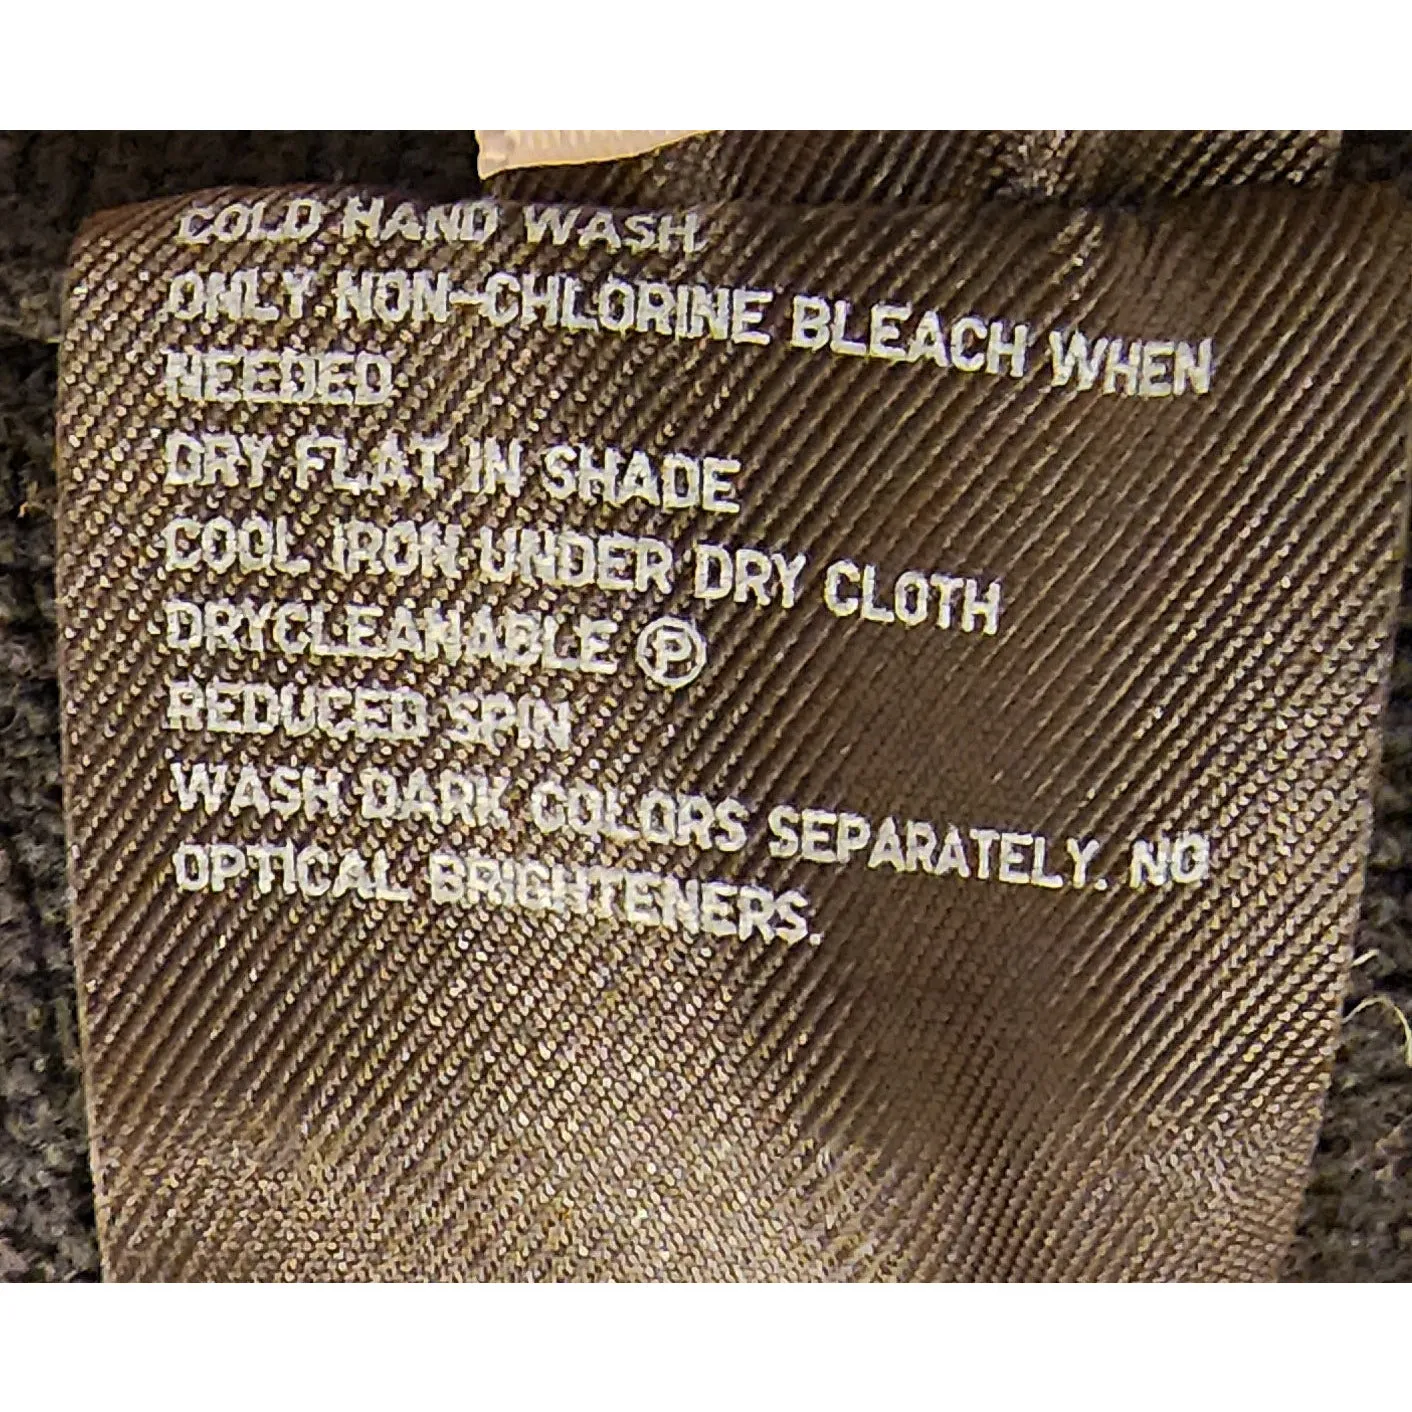 COLD HAND WASH
ONLY NON-CHLORINE BLEACH WHEN
NEEDED
DRY FLAT IN SHADE
COOL IRON UNDER DRY CLOTH
DRYCLEANABLE Ⓟ
REDUCED SPIN
WASH DARK COLORS SEPARATELY. NO
OPTICAL BRIGHTENERS.